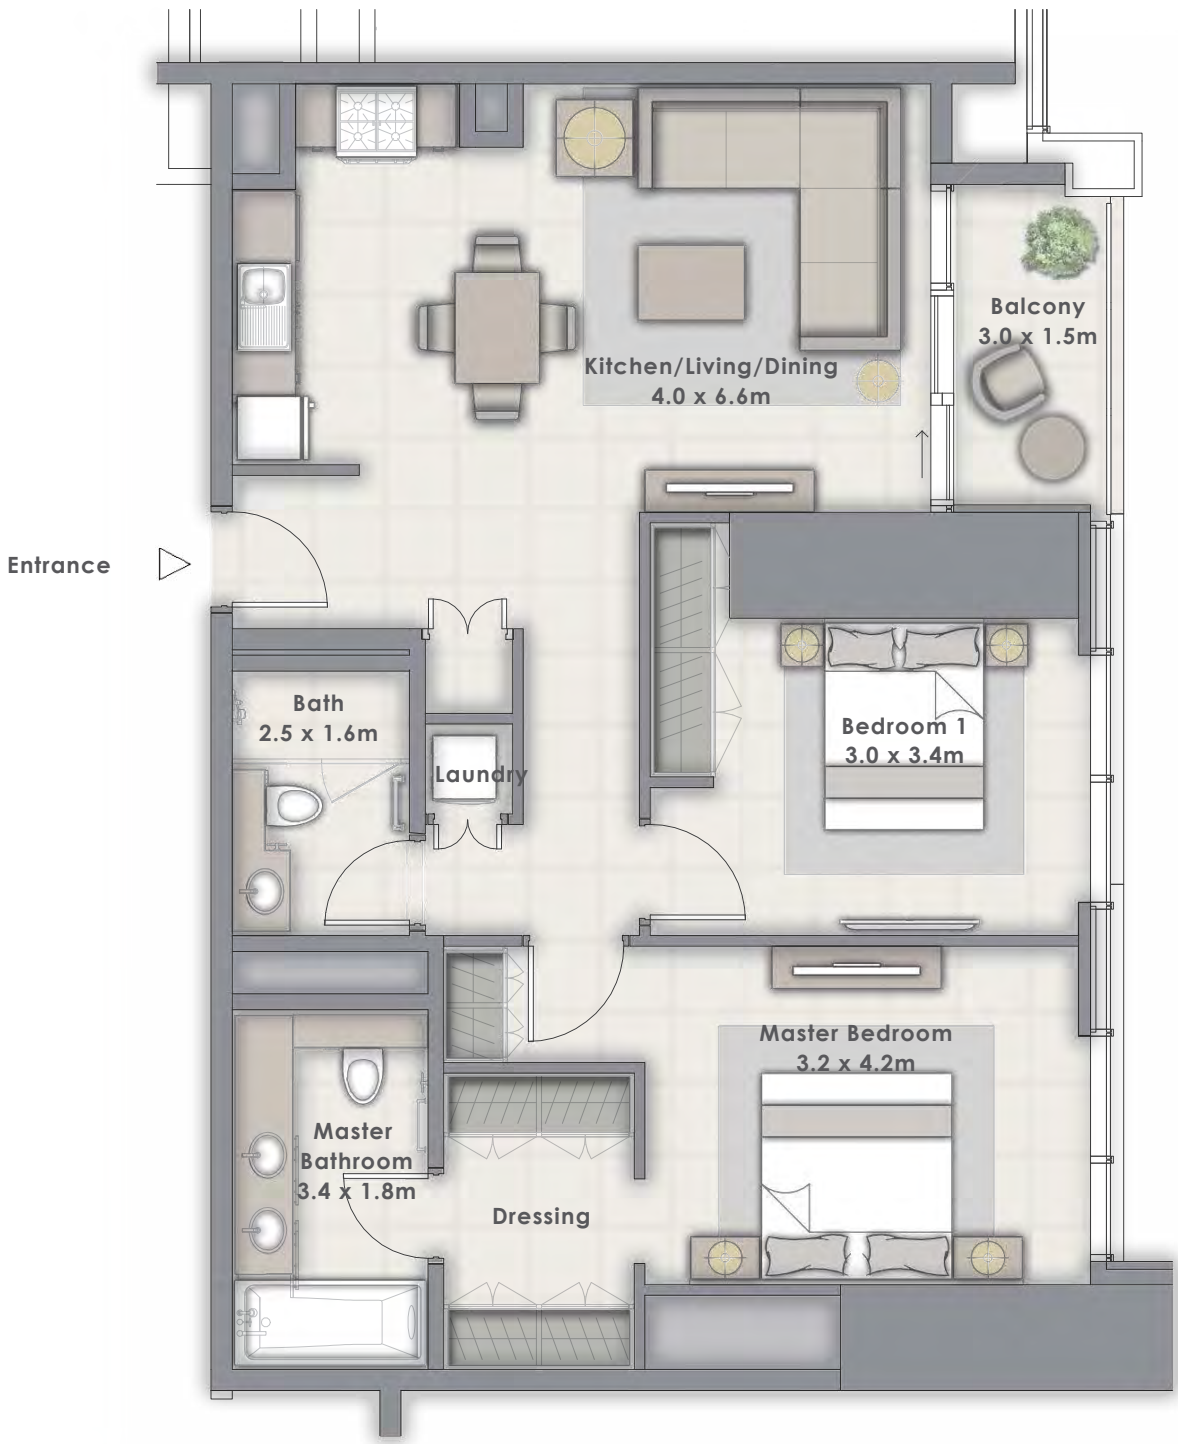 Balcony
3.0 x 1.5m
Kitchen/Living/Dining
4.0 x 6.6m
Entrance
Bath
2.5 x 1.6m
Bedroom 1
3.0 x 3.4m
Laundry
Master Bedroom
3.2 x 4.2m
Master
Bathroom
3.4 x 1.8m
Dressing